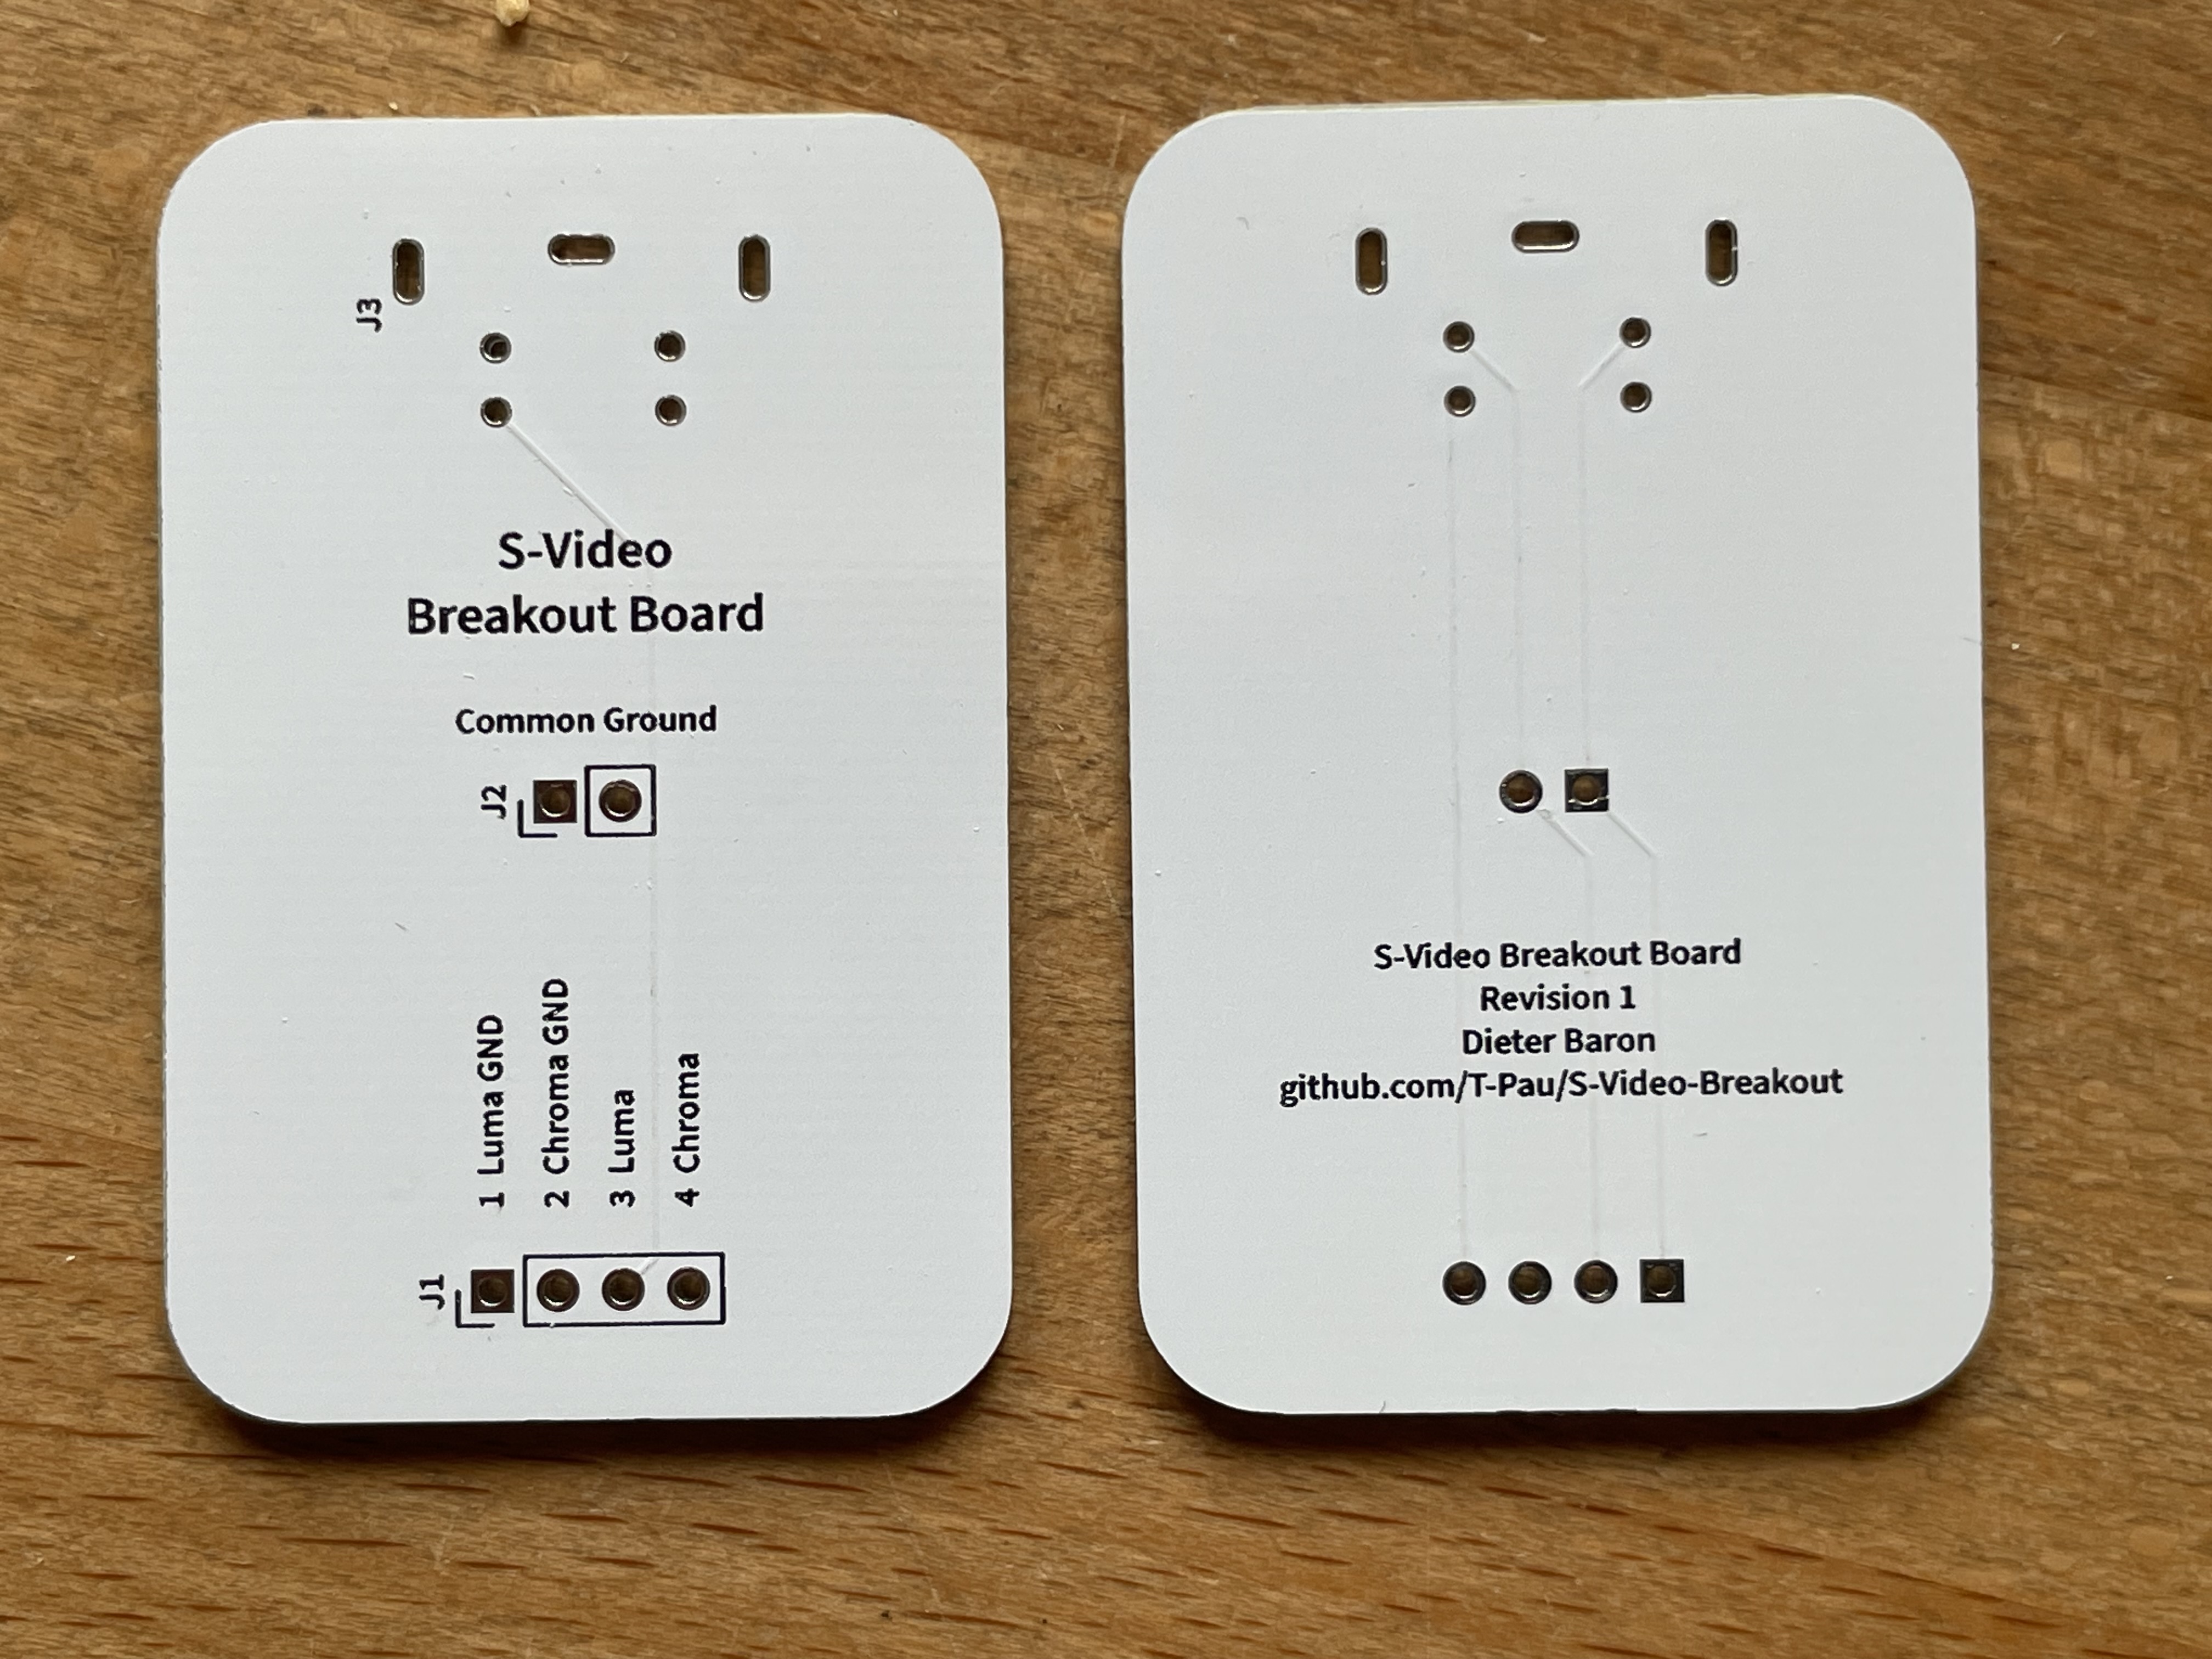 J3
S-Video
Breakout Board
Common Ground
J2
1 Luma GND
2 Chroma GND
3 Luma
4 Chroma
J1
S-Video Breakout Board
Revision 1
Dieter Baron
github.com/T-Pau/S-Video-Breakout